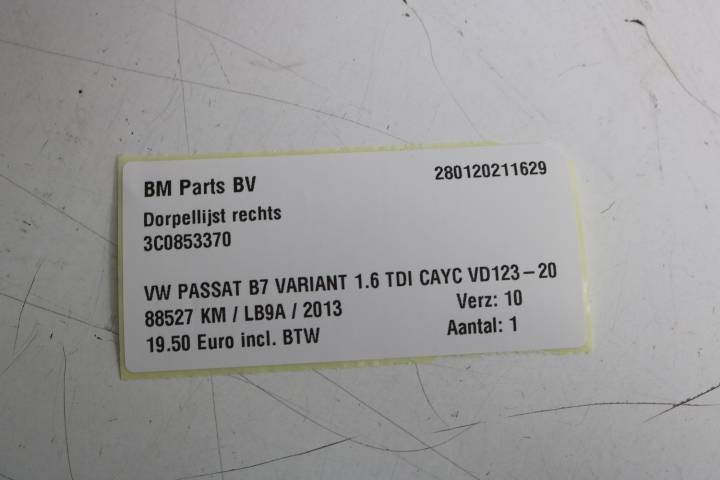 BM Parts BV 280120211629
Dorpellijst rechts
3C0853370
VW PASSAT B7 VARIANT 1.6 TDI CAYC VD123-20
88527 KM / LB9A / 2013 Verz: 10
19.50 Euro incl. BTW Aantal: 1